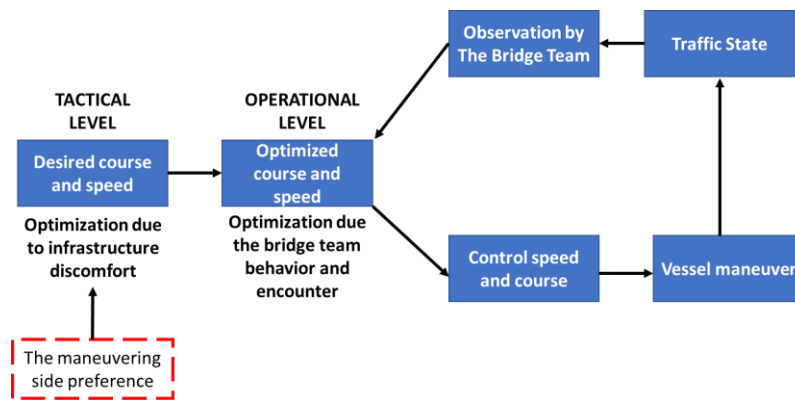 Observation by
The Bridge Team
Traffic State
TACTICAL
LEVEL
OPERATIONAL
LEVEL
Desired course
and speed
Optimized
course and
speed
Optimization due
to infrastructure
discomfort
Optimization due
the bridge team
behavior and
encounter
Control speed
and course
Vessel maneuver
The maneuvering
side preference